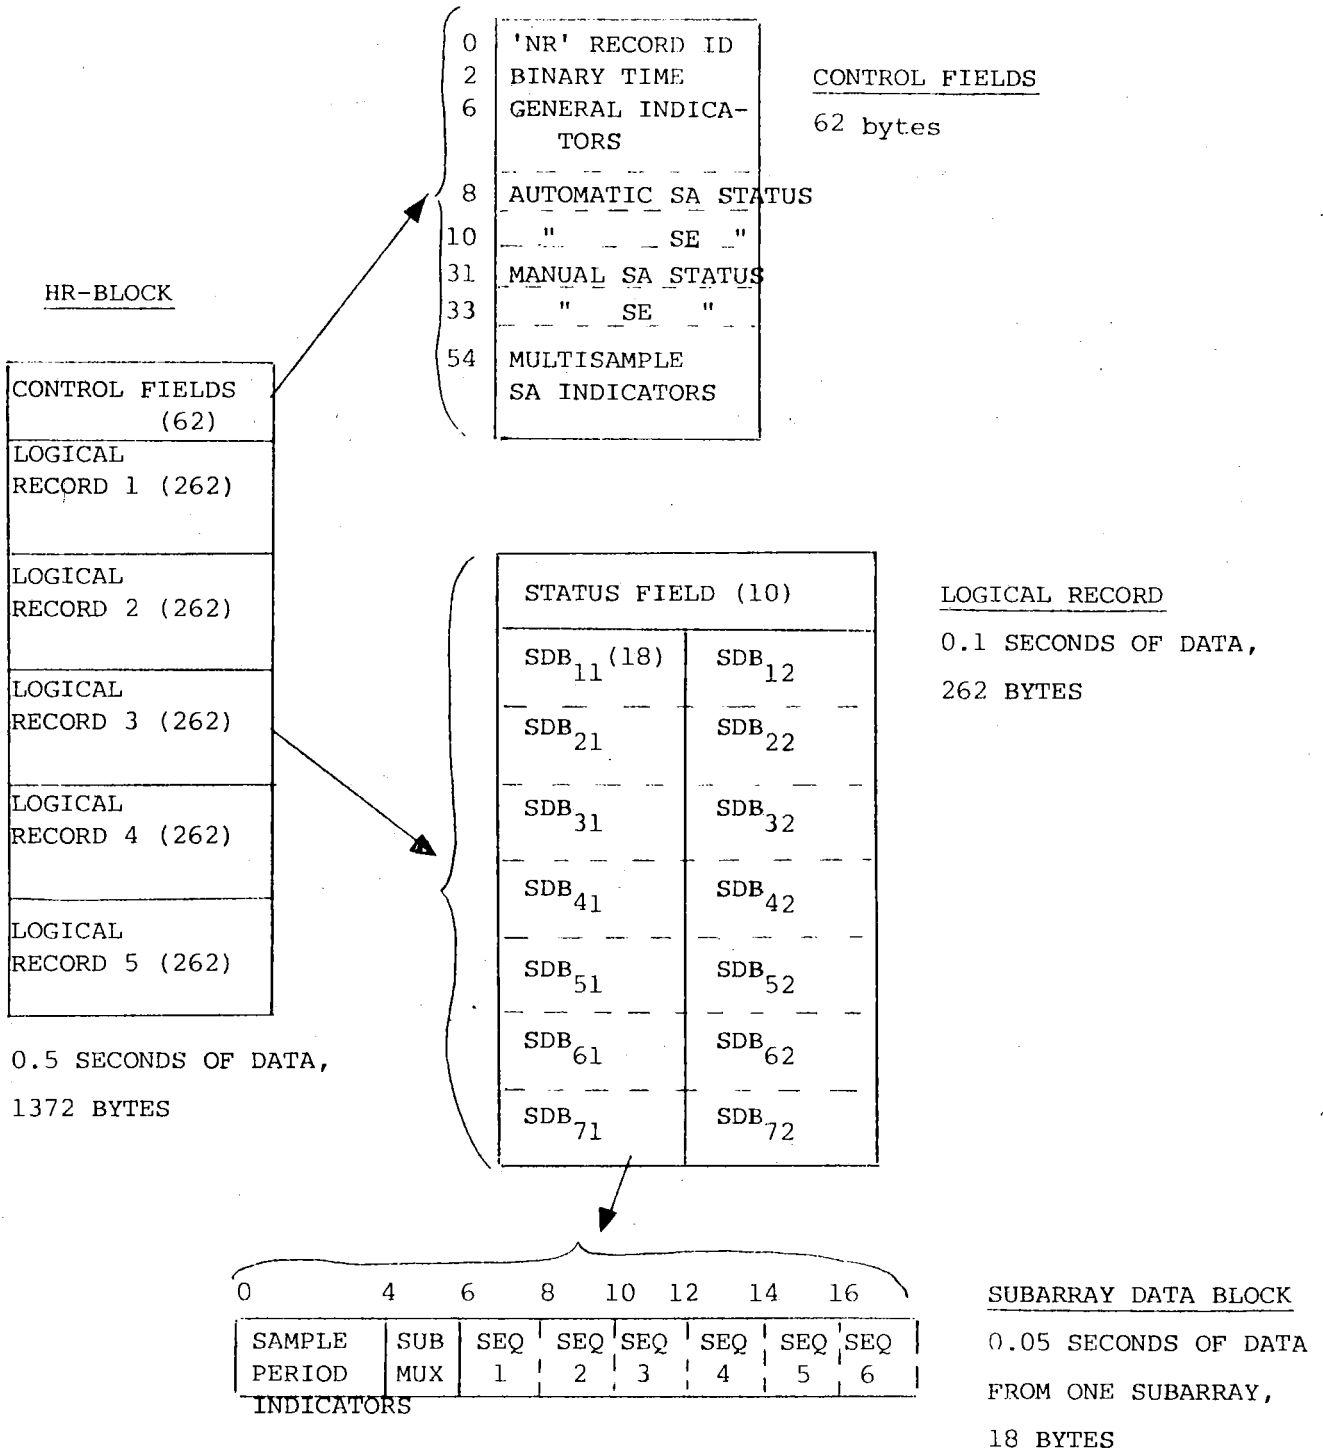 0 'NR' RECORD ID
2 BINARY TIME
6 GENERAL INDICA-
TORS
8 AUTOMATIC SA STATUS
10 " SE "
31 MANUAL SA STATUS
33 " SE "
54 MULTISAMPLE
SA INDICATORS
CONTROL FIELDS
62 bytes
HR-BLOCK
CONTROL FIELDS
(62)
LOGICAL
RECORD 1 (262)
LOGICAL
RECORD 2 (262)
LOGICAL
RECORD 3 (262)
LOGICAL
RECORD 4 (262)
LOGICAL
RECORD 5 (262)
0.5 SECONDS OF DATA,
1372 BYTES
STATUS FIELD (10)
SDB11 (18) SDB12
SDB21 SDB22
SDB31 SDB32
SDB41 SDB42
SDB51 SDB52
SDB61 SDB62
SDB71 SDB72
LOGICAL RECORD
0.1 SECONDS OF DATA,
262 BYTES
0 4 6 8 10 12 14 16
SAMPLE SUB SEQ SEQ SEQ SEQ SEQ SEQ
PERIOD MUX 1 2 3 4 5 6
INDICATORS
SUBARRAY DATA BLOCK
0.05 SECONDS OF DATA
FROM ONE SUBARRAY,
18 BYTES